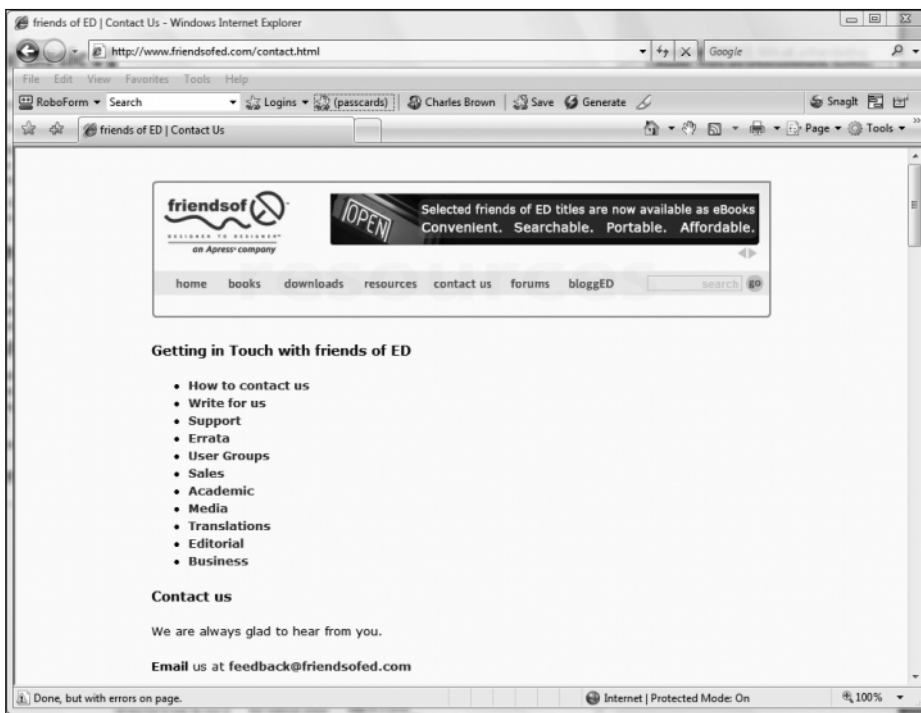 friends of ED | Contact Us - Windows Internet Explorer
http://www.friendsofed.com/contact.html
Google
File Edit View Favorites Tools Help
RoboForm Search Logins (passcards) Charles Brown Save Generate SnagIt
friends of ED | Contact Us Page Tools
friendsof
DESIGNER TO DESIGNER
an Apress company
OPEN
Selected friends of ED titles are now available as eBooks
Convenient. Searchable. Portable. Affordable.
resources
home books downloads resources contact us forums bloggED search go
Getting in Touch with friends of ED
• How to contact us
• Write for us
• Support
• Errata
• User Groups
• Sales
• Academic
• Media
• Translations
• Editorial
• Business
Contact us
We are always glad to hear from you.
Email us at feedback@friendsofed.com
Done, but with errors on page. Internet | Protected Mode: On 100%